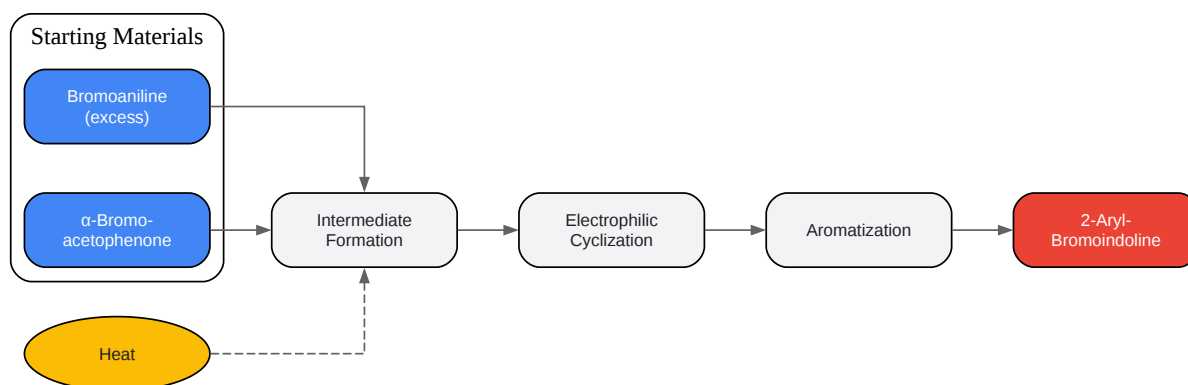 Starting Materials
Bromoaniline
(excess)
α-Bromo-
acetophenone
Heat
Intermediate
Formation
Electrophilic
Cyclization
Aromatization
2-Aryl-
Bromoindoline